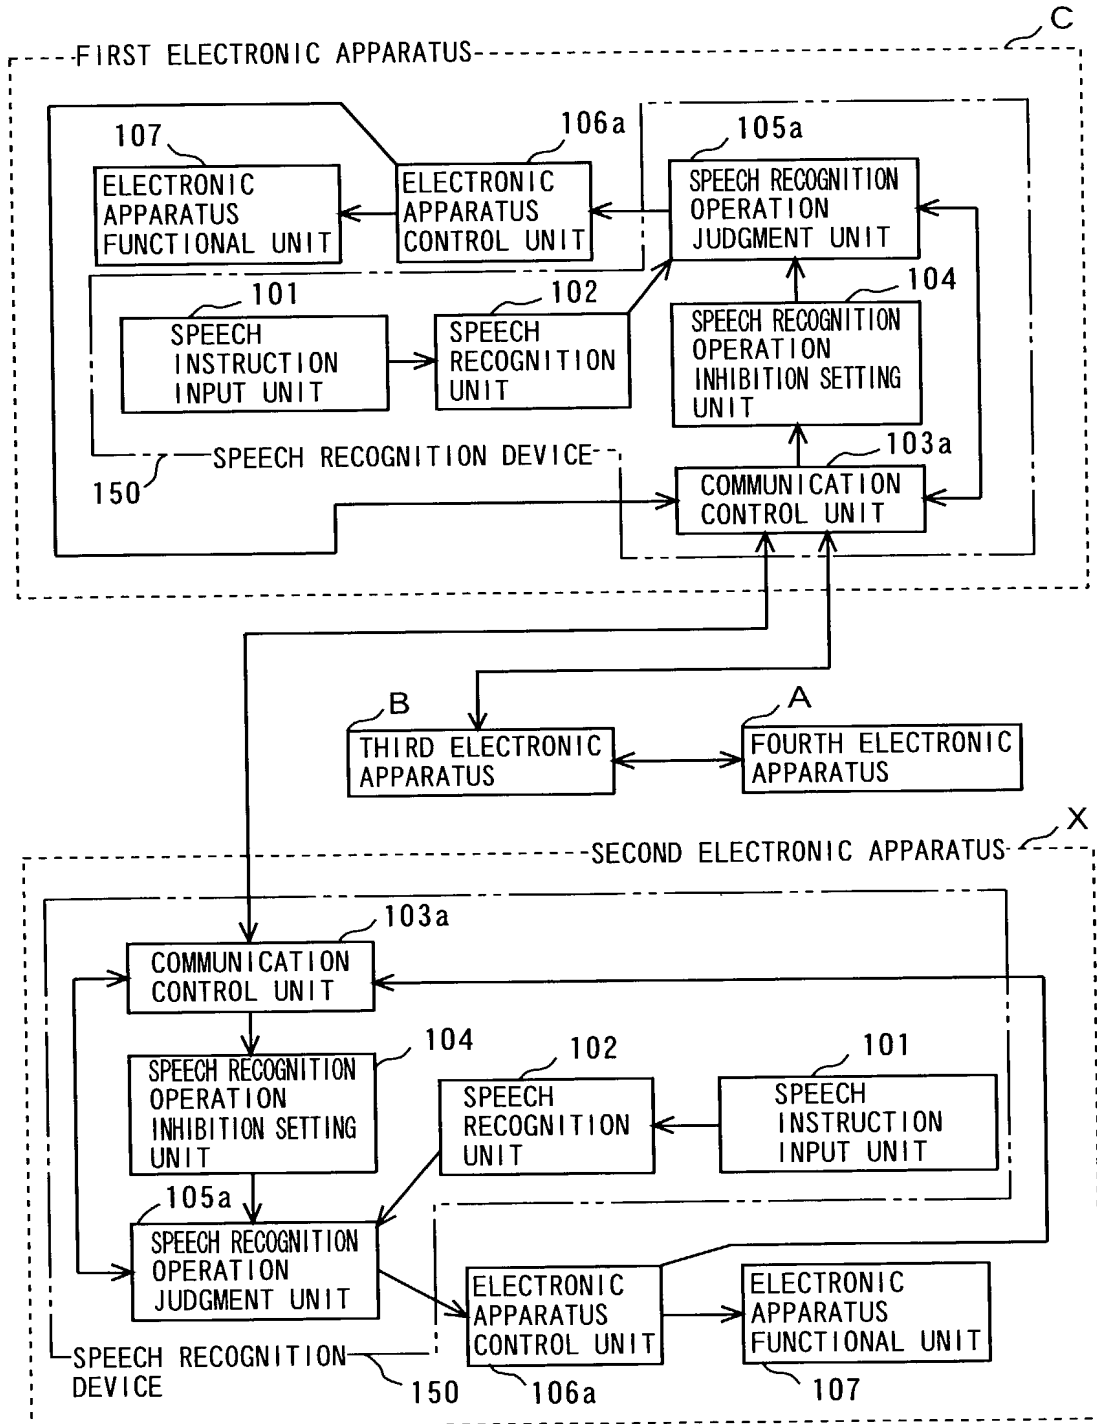 C
FIRST ELECTRONIC APPARATUS
107
106a
105a
ELECTRONIC
APPARATUS
FUNCTIONAL UNIT
ELECTRONIC
APPARATUS
CONTROL UNIT
SPEECH RECOGNITION
OPERATION
JUDGMENT UNIT
101
102
104
SPEECH
INSTRUCTION
INPUT UNIT
SPEECH
RECOGNITION
UNIT
SPEECH RECOGNITION
OPERATION
INHIBITION SETTING
UNIT
150
SPEECH RECOGNITION DEVICE
103a
COMMUNICATION
CONTROL UNIT
B
THIRD ELECTRONIC
APPARATUS
A
FOURTH ELECTRONIC
APPARATUS
X
SECOND ELECTRONIC APPARATUS
103a
COMMUNICATION
CONTROL UNIT
104
SPEECH RECOGNITION
OPERATION
INHIBITION SETTING
UNIT
102
SPEECH
RECOGNITION
UNIT
101
SPEECH
INSTRUCTION
INPUT UNIT
105a
SPEECH RECOGNITION
OPERATION
JUDGMENT UNIT
ELECTRONIC
APPARATUS
CONTROL UNIT
106a
ELECTRONIC
APPARATUS
FUNCTIONAL UNIT
107
SPEECH RECOGNITION
DEVICE
150